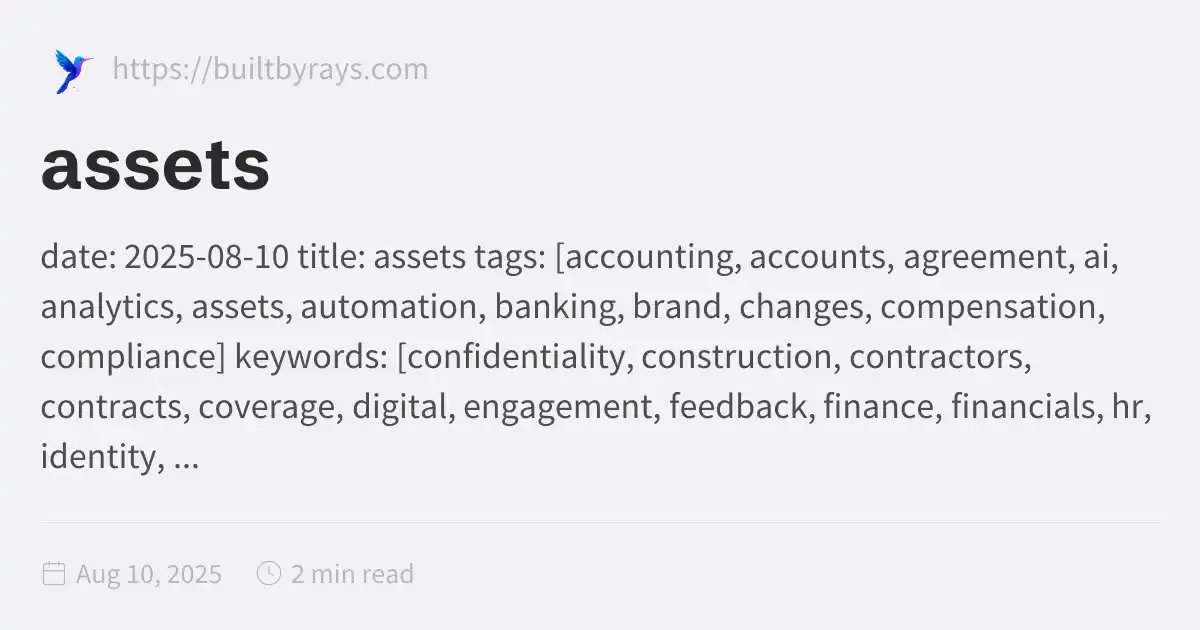 https://builtbyrays.com
assets
date: 2025-08-10 title: assets tags: [accounting, accounts, agreement, ai,
analytics, assets, automation, banking, brand, changes, compensation,
compliance] keywords: [confidentiality, construction, contractors,
contracts, coverage, digital, engagement, feedback, finance, financials, hr,
identity, ...
Aug 10, 2025 2 min read